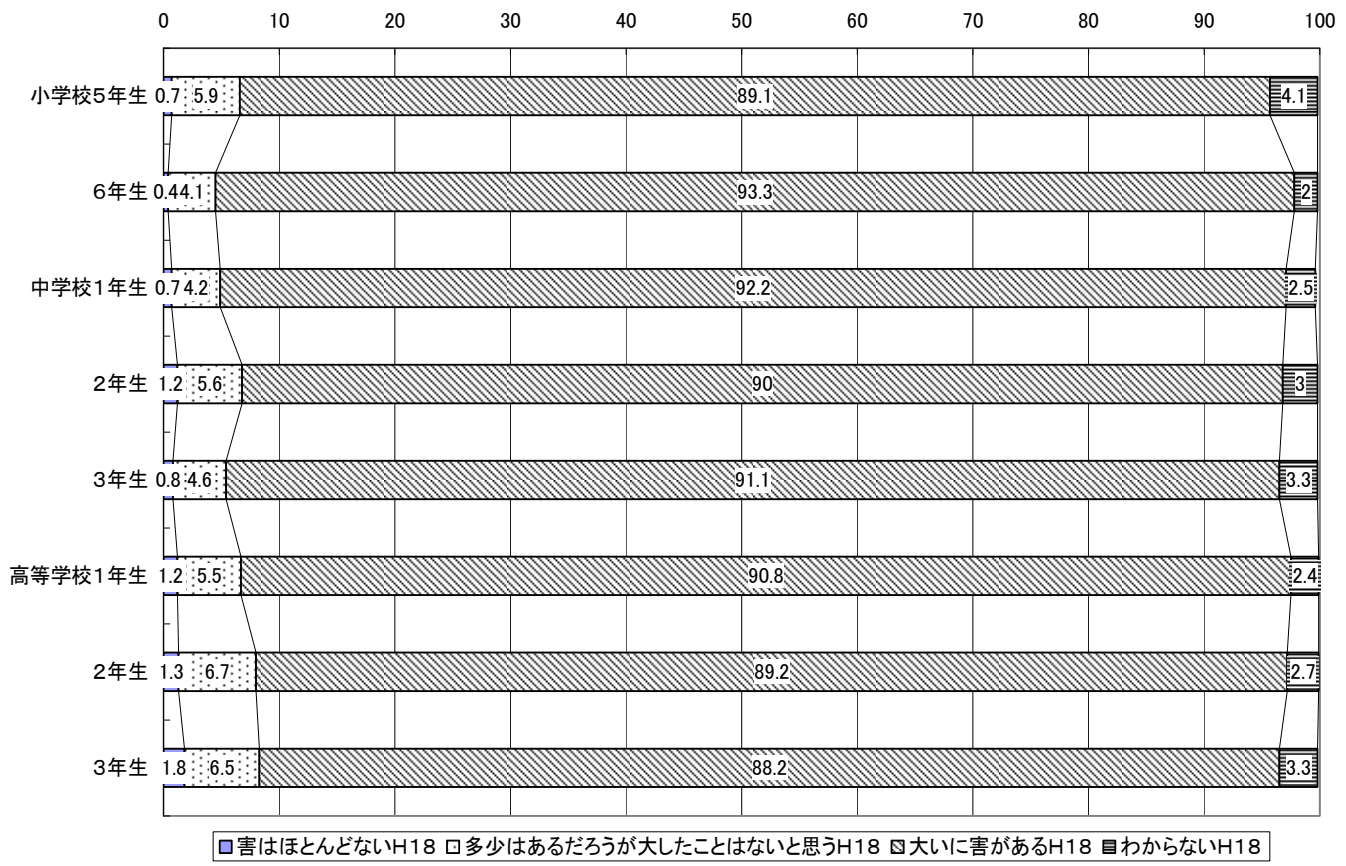 0 10 20 30 40 50 60 70 80 90 100
小学校5年生 0.7 5.9 89.1 4.1
6年生 0.4 4.1 93.3 2
中学校1年生 0.7 4.2 92.2 2.5
2年生 1.2 5.6 90 3
3年生 0.8 4.6 91.1 3.3
高等学校1年生 1.2 5.5 90.8 2.4
2年生 1.3 6.7 89.2 2.7
3年生 1.8 6.5 88.2 3.3
害はほとんどないH18 多少はあるだろうが大したことはないと思うH18 大いに害があるH18 わからないH18